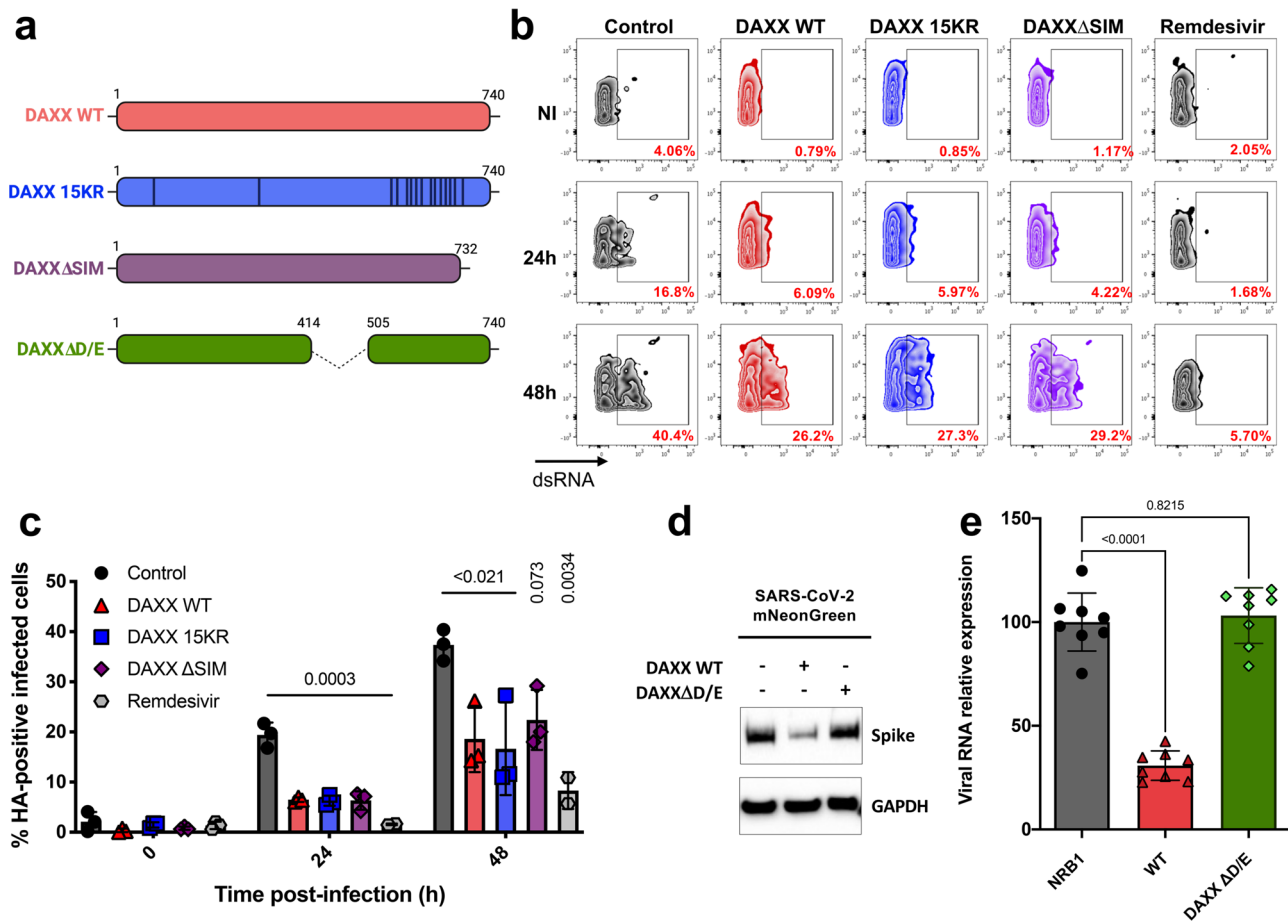 a
1 740
DAXX WT
1 740
DAXX 15KR
1 732
DAXXΔSIM
1 414 505 740
DAXXΔD/E
b
Control DAXX WT DAXX 15KR DAXXΔSIM Remdesivir
NI
4.06% 0.79% 0.85% 1.17% 2.05%
24h
16.8% 6.09% 5.97% 4.22% 1.68%
48h
40.4% 26.2% 27.3% 29.2% 5.70%
dsRNA
c
% HA-positive infected cells
50
40
30
20
10
0
Control
DAXX WT
DAXX 15KR
DAXX ΔSIM
Remdesivir
0.0003
<0.021
0.073
0.0034
0 24 48
Time post-infection (h)
d
SARS-CoV-2
mNeonGreen
DAXX WT - + -
DAXXΔD/E - - +
Spike
GAPDH
e
Viral RNA relative expression
150
100
50
0
0.8215
<0.0001
NRB1 WT DAXX ΔD/E